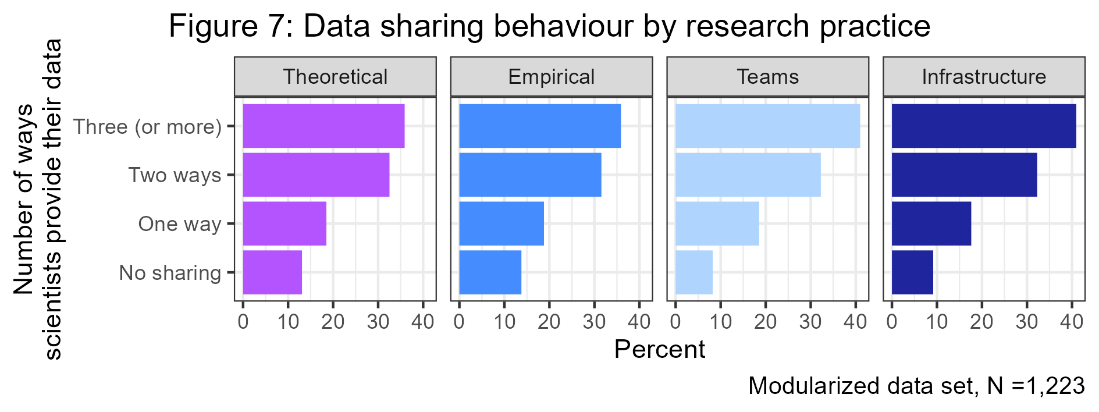 Figure 7: Data sharing behaviour by research practice
Number of ways
scientists provide their data
Theoretical
Empirical
Teams
Infrastructure
Three (or more)
Two ways
One way
No sharing
0 10 20 30 40
0 10 20 30 40
0 10 20 30 40
0 10 20 30 40
Percent
Modularized data set, N =1,223